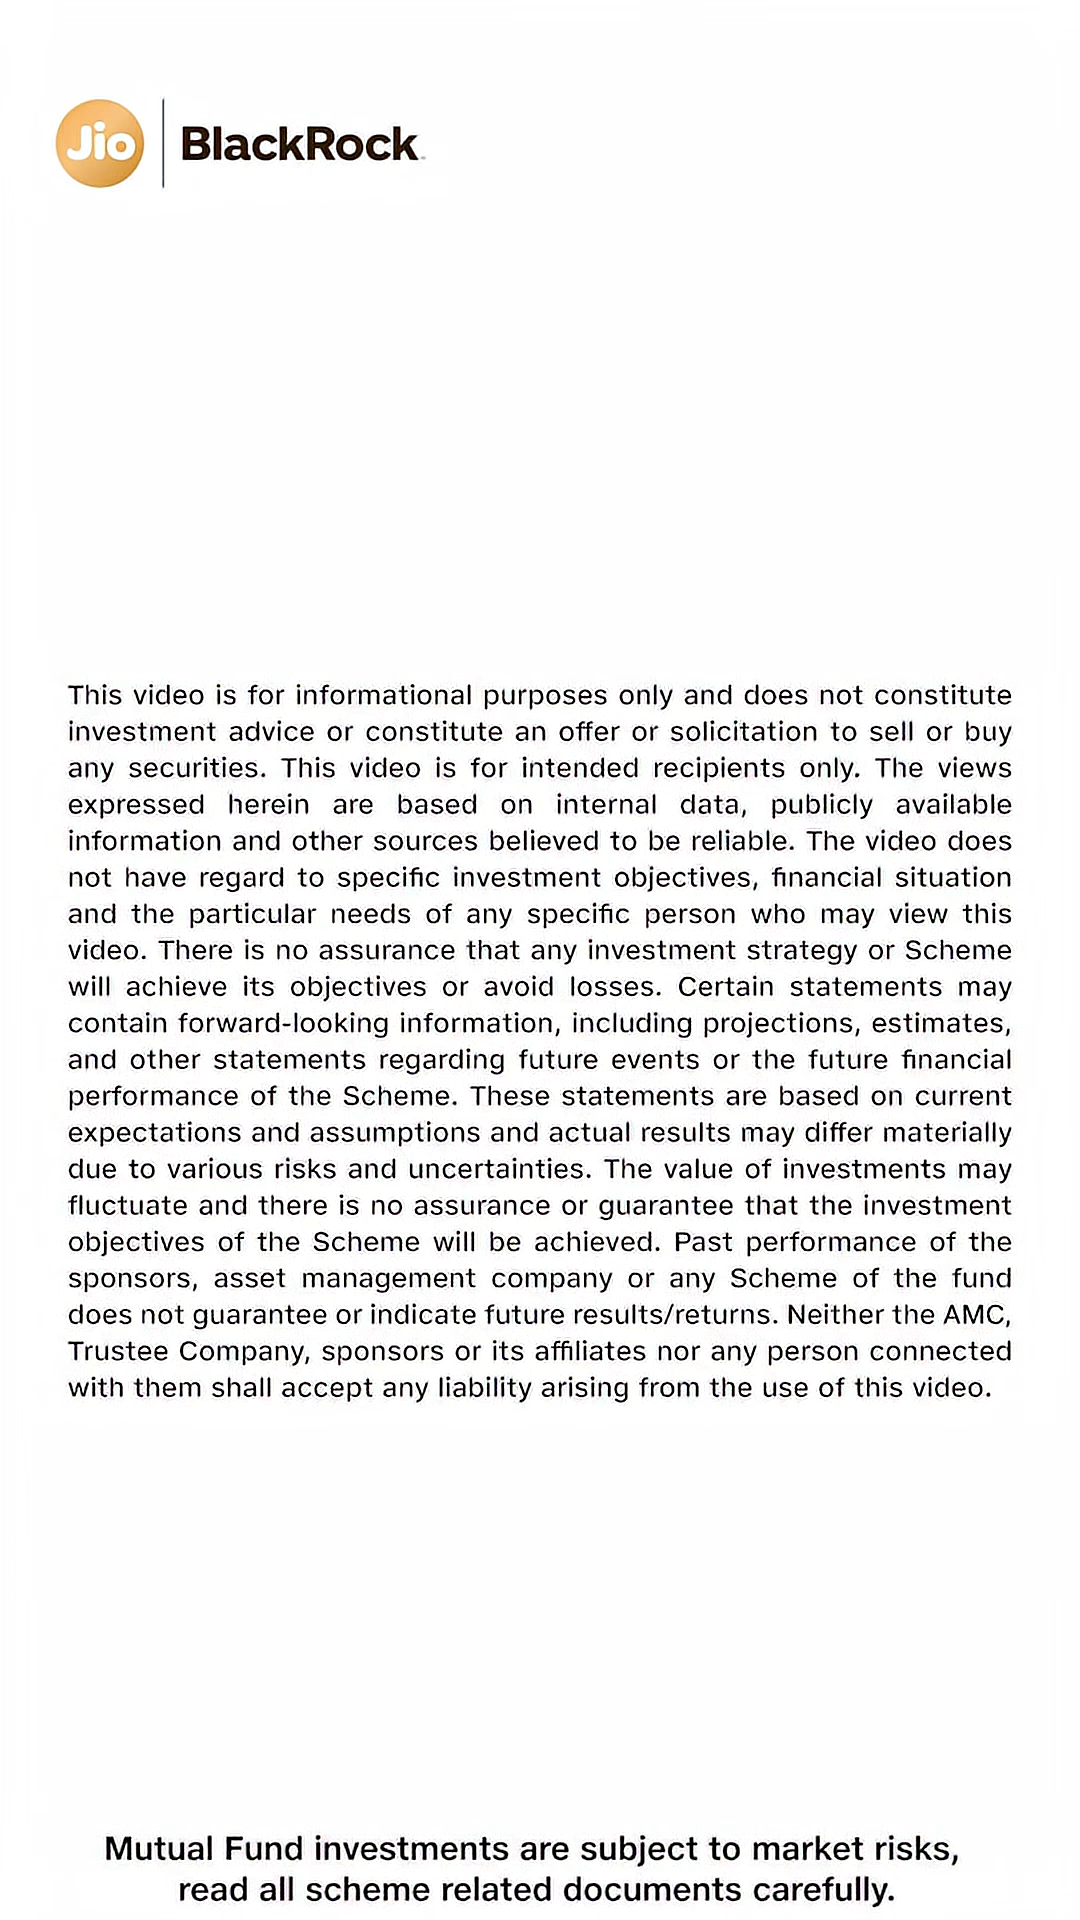 Jio BlackRock
This video is for informational purposes only and does not constitute
investment advice or constitute an offer or solicitation to sell or buy
any securities. This video is for intended recipients only. The views
expressed herein are based on internal data, publicly available
information and other sources believed to be reliable. The video does
not have regard to specific investment objectives, financial situation
and the particular needs of any specific person who may view this
video. There is no assurance that any investment strategy or Scheme
will achieve its objectives or avoid losses. Certain statements may
contain forward-looking information, including projections, estimates,
and other statements regarding future events or the future financial
performance of the Scheme. These statements are based on current
expectations and assumptions and actual results may differ materially
due to various risks and uncertainties. The value of investments may
fluctuate and there is no assurance or guarantee that the investment
objectives of the Scheme will be achieved. Past performance of the
sponsors, asset management company or any Scheme of the fund
does not guarantee or indicate future results/returns. Neither the AMC,
Trustee Company, sponsors or its affiliates nor any person connected
with them shall accept any liability arising from the use of this video.
Mutual Fund investments are subject to market risks,
read all scheme related documents carefully.